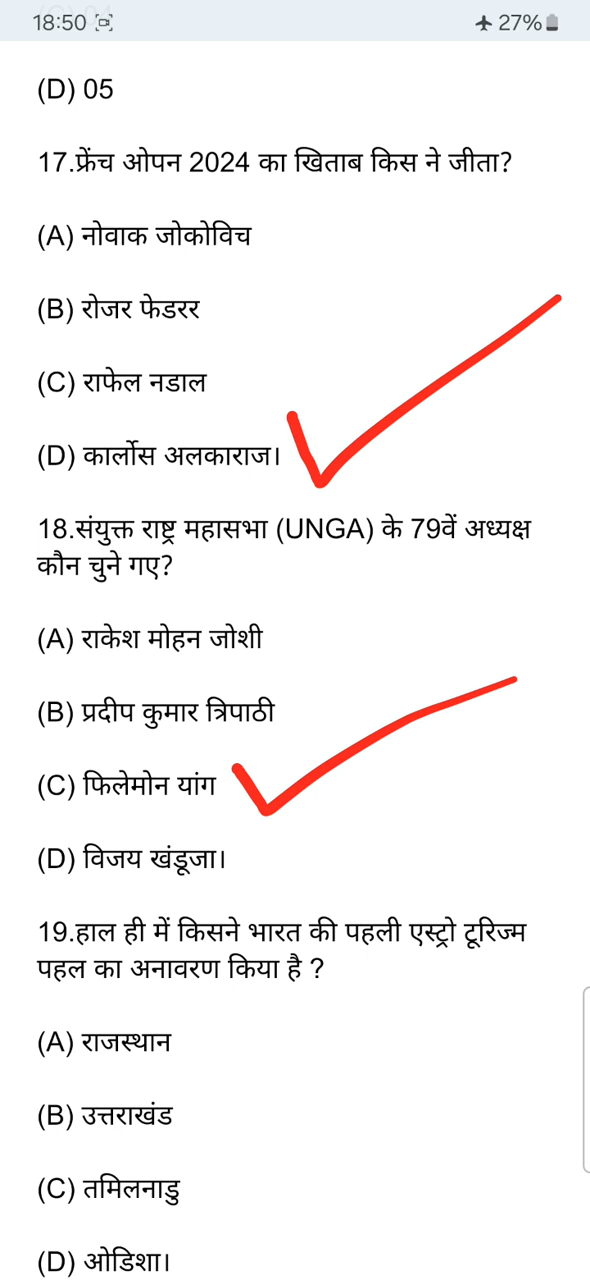 18:50
27%
(D) 05
17.फ्रेंच ओपन 2024 का खिताब किस ने जीता?
(A) नोवाक जोकोविच
(B) रोजर फेडरर
(C) राफेल नडाल
(D) कार्लोस अलकाराज।
18.संयुक्त राष्ट्र महासभा (UNGA) के 79वें अध्यक्ष
कौन चुने गए?
(A) राकेश मोहन जोशी
(B) प्रदीप कुमार त्रिपाठी
(C) फिलेमोन यांग
(D) विजय खंडूजा।
19.हाल ही में किसने भारत की पहली एस्ट्रो टूरिज्म
पहल का अनावरण किया है ?
(A) राजस्थान
(B) उत्तराखंड
(C) तमिलनाडु
(D) ओडिशा।